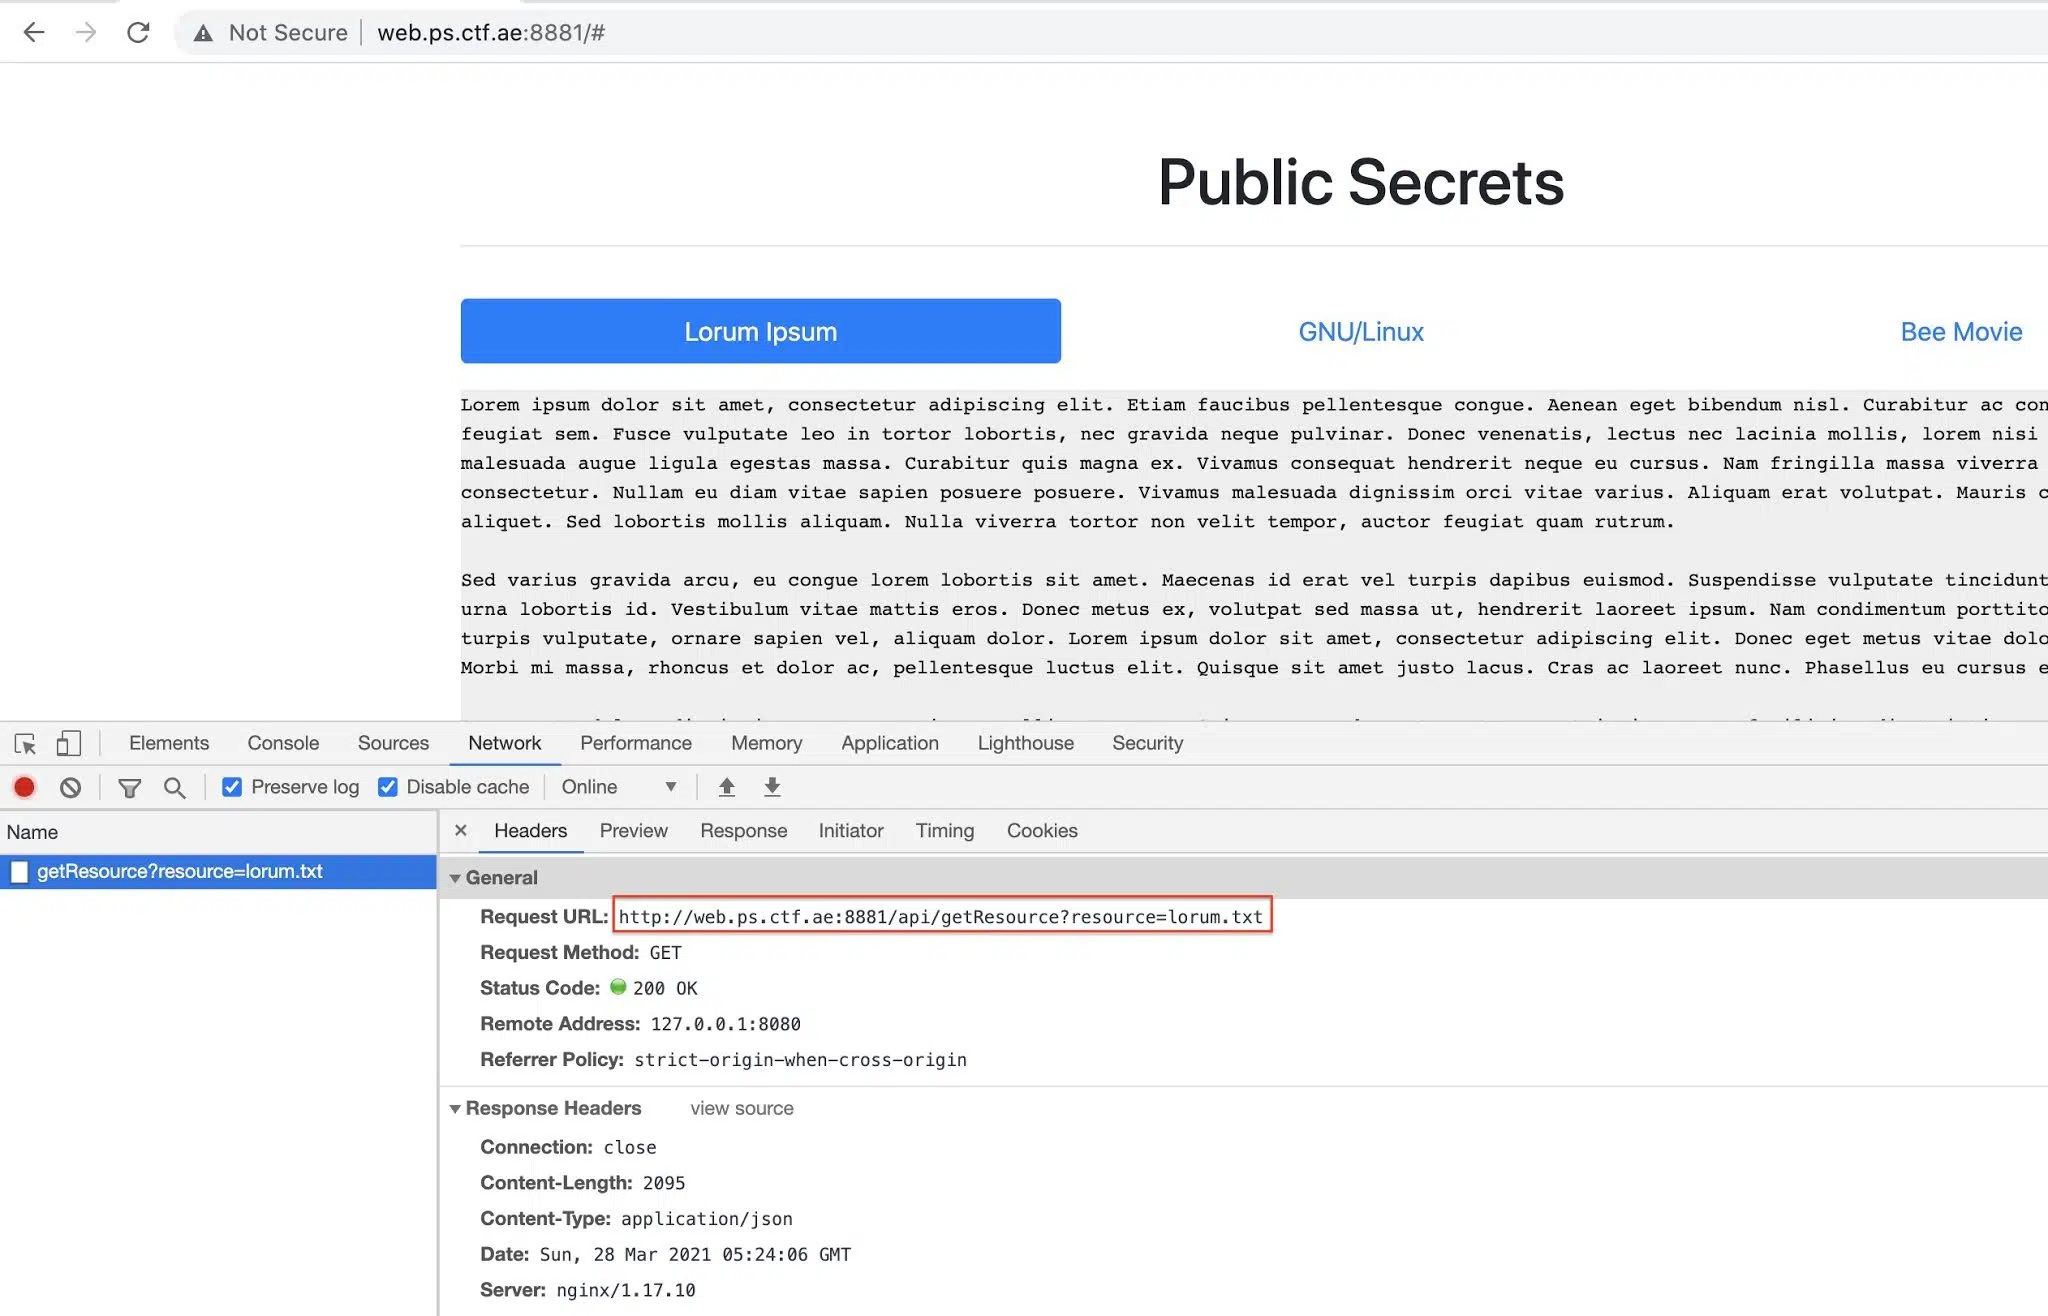 Not Secure | web.ps.ctf.ae:8881/#
Public Secrets
Lorum Ipsum GNU/Linux Bee Movie
Lorem ipsum dolor sit amet, consectetur adipiscing elit. Etiam faucibus pellentesque congue. Aenean eget bibendum nisl. Curabitur ac
feugiat sem. Fusce vulputate leo in tortor lobortis, nec gravida neque pulvinar. Donec venenatis, lectus nec lacinia mollis, lorem nisi
malesuada augue ligula egestas massa. Curabitur quis magna ex. Vivamus consequat hendrerit neque eu cursus. Nam fringilla massa viverra
consectetur. Nullam eu diam vitae sapien posuere posuere. Vivamus malesuada dignissim orci vitae varius. Aliquam erat volutpat. Mauris
aliquet. Sed lobortis mollis aliquam. Nulla viverra tortor non velit tempor, auctor feugiat quam rutrum.
Sed varius gravida arcu, eu congue lorem lobortis sit amet. Maecenas id erat vel turpis dapibus euismod. Suspendisse vulputate tincidunt
urna lobortis id. Vestibulum vitae mattis eros. Donec metus ex, volutpat sed massa ut, hendrerit laoreet ipsum. Nam condimentum porttito
turpis vulputate, ornare sapien vel, aliquam dolor. Lorem ipsum dolor sit amet, consectetur adipiscing elit. Donec eget metus vitae dolo
Morbi mi massa, rhoncus et dolor ac, pellentesque luctus elit. Quisque sit amet justo lacus. Cras ac laoreet nunc. Phasellus eu cursus
Elements Console Sources Network Performance Memory Application Lighthouse Security
Preserve log Disable cache Online
Name
Headers Preview Response Initiator Timing Cookies
getResource?resource=lorum.txt
General
Request URL: http://web.ps.ctf.ae:8881/api/getResource?resource=lorum.txt
Request Method: GET
Status Code: 200 OK
Remote Address: 127.0.0.1:8080
Referrer Policy: strict-origin-when-cross-origin
Response Headers view source
Connection: close
Content-Length: 2095
Content-Type: application/json
Date: Sun, 28 Mar 2021 05:24:06 GMT
Server: nginx/1.17.10